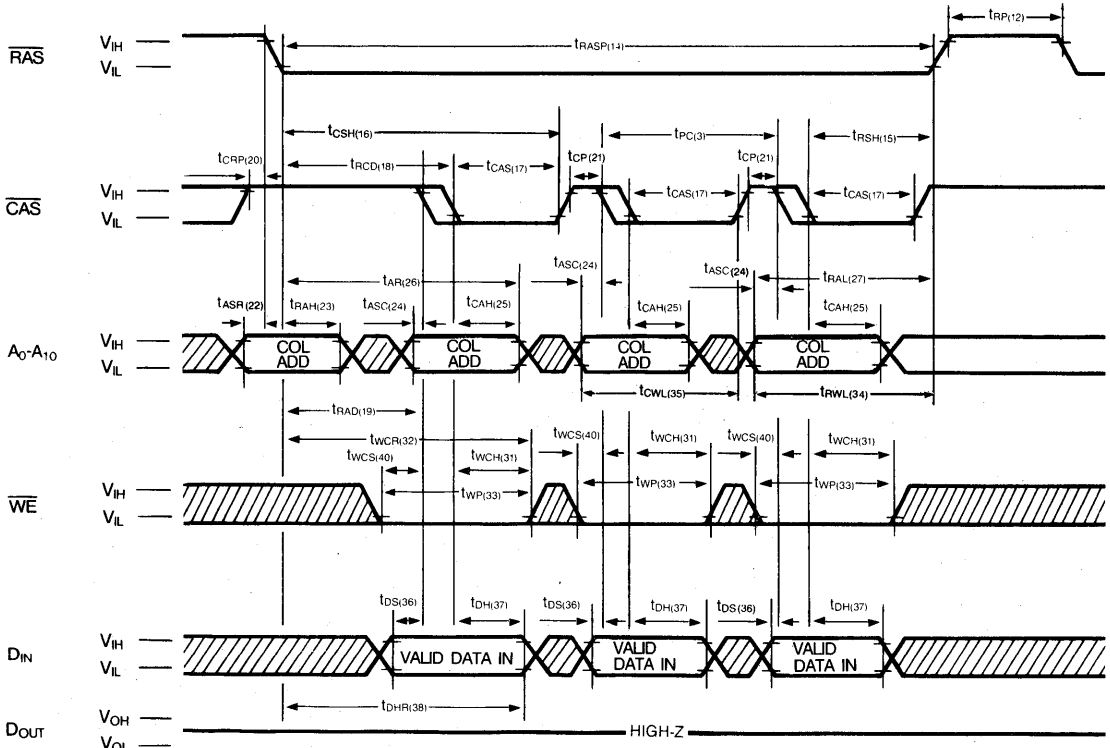 tRP(12)
RAS
VIH
VIL
tRASP(14)
tCSH(16)
tPC(3)
tRSH(15)
tCRP(20)
tRCD(18)
tCAS(17)
tCP(21)
tCAS(17)
tCP(21)
tCAS(17)
CAS
VIH
VIL
tASC(24)
tASC(24)
tAR(26)
tRAL(27)
tASR(22)
tRAH(23)
tASC(24)
tCAH(25)
tCAH(25)
tCAH(25)
A0-A10
VIH
VIL
COL ADD
COL ADD
COL ADD
COL ADD
tCWL(35)
tRWL(34)
tRAD(19)
tWCR(32)
tWCS(40)
tWCH(31)
tWCS(40)
tWCH(31)
tWCS(40)
tWCH(31)
tWP(33)
tWP(33)
tWP(33)
WE
VIH
VIL
tDS(36)
tDH(37)
tDS(36)
tDH(37)
tDS(36)
tDH(37)
DIN
VIH
VIL
VALID DATA IN
VALID
DATA IN
VALID
DATA IN
tDHR(38)
DOUT
VOH
VOL
HIGH-Z